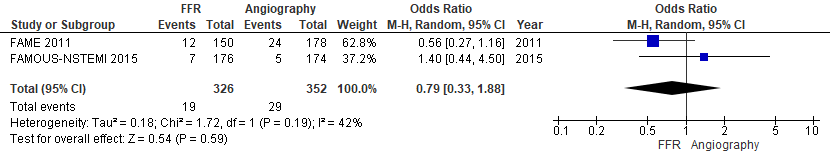 FFR Angiography Odds Ratio Odds Ratio
Study or Subgroup Events Total Events Total Weight M-H, Random, 95% CI Year M-H, Random, 95% CI
FAME 2011 12 150 24 178 62.8% 0.56 [0.27, 1.16] 2011
FAMOUS-NSTEMI 2015 7 176 5 174 37.2% 1.40 [0.44, 4.50] 2015
Total (95% CI) 326 352 100.0% 0.79 [0.33, 1.88]
Total events 19 29
Heterogeneity: Tau² = 0.18; Chi² = 1.72, df = 1 (P = 0.19); I² = 42%
Test for overall effect: Z = 0.54 (P = 0.59)
0.1 0.2 0.5 1 2 5 10
FFR Angiography